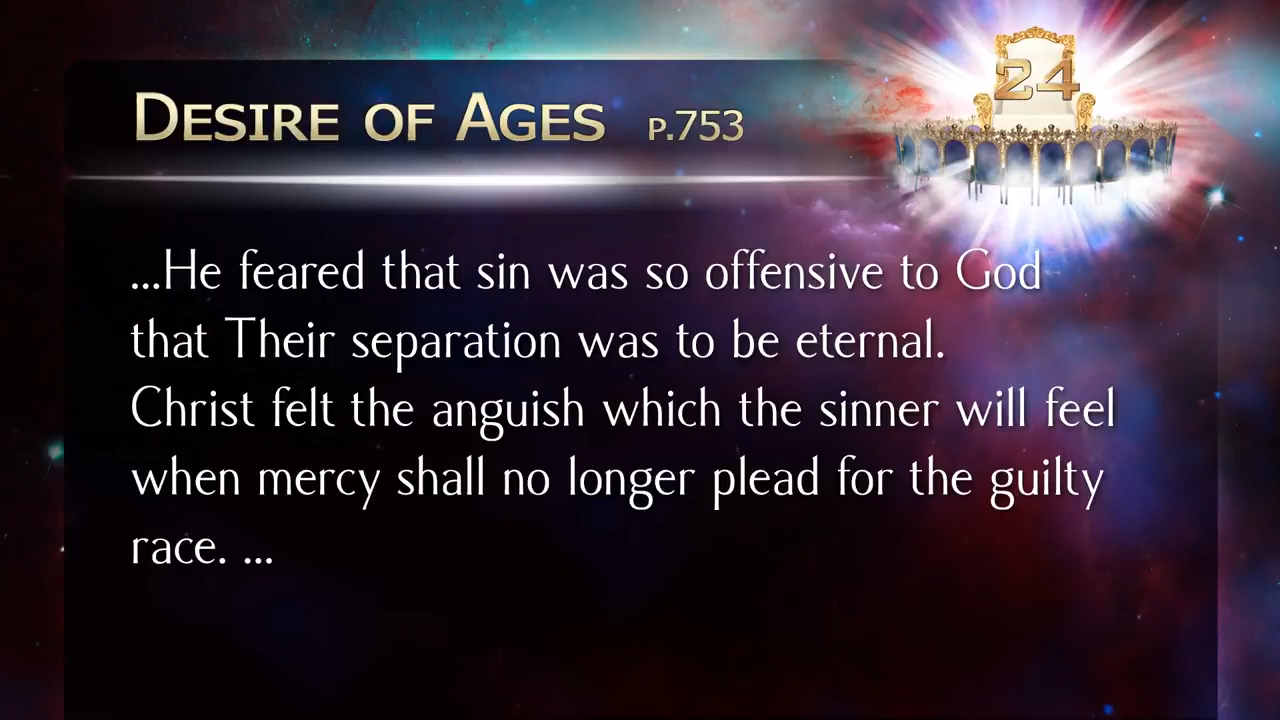 24
DESIRE OF AGES P.753
...He feared that sin was so offensive to God
that Their separation was to be eternal.
Christ felt the anguish which the sinner will feel
when mercy shall no longer plead for the guilty
race. ...